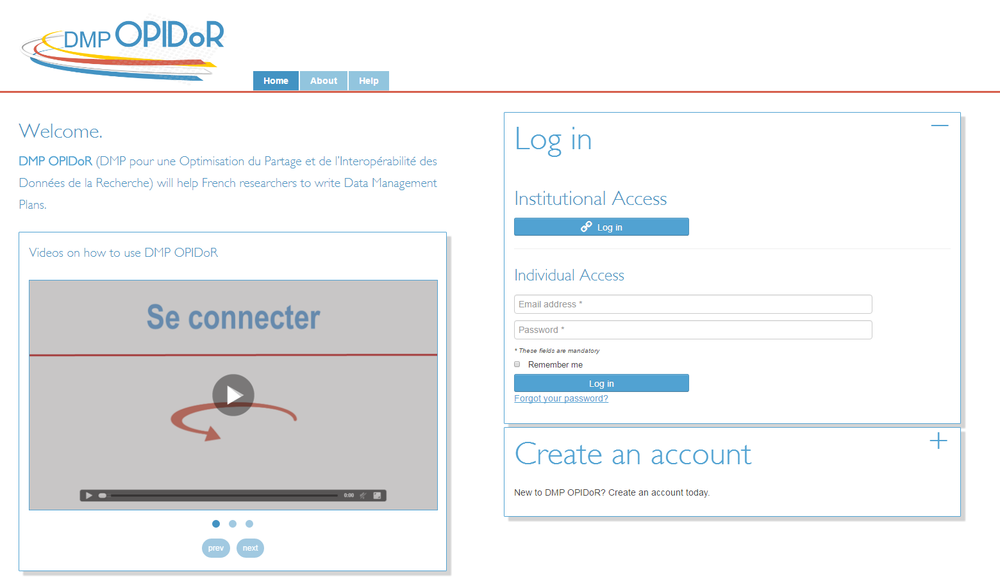 DMP OPIDoR
Home
About
Help
Welcome.
DMP OPIDoR (DMP pour une Optimisation du Partage et de l'Interopérabilité des
Données de la Recherche) will help French researchers to write Data Management
Plans.
Videos on how to use DMP OPIDoR
Se connecter
0:00
prev
next
Log in
Institutional Access
Log in
Individual Access
Email address *
Password *
* These fields are mandatory
Remember me
Log in
Forgot your password?
Create an account
New to DMP OPIDoR? Create an account today.